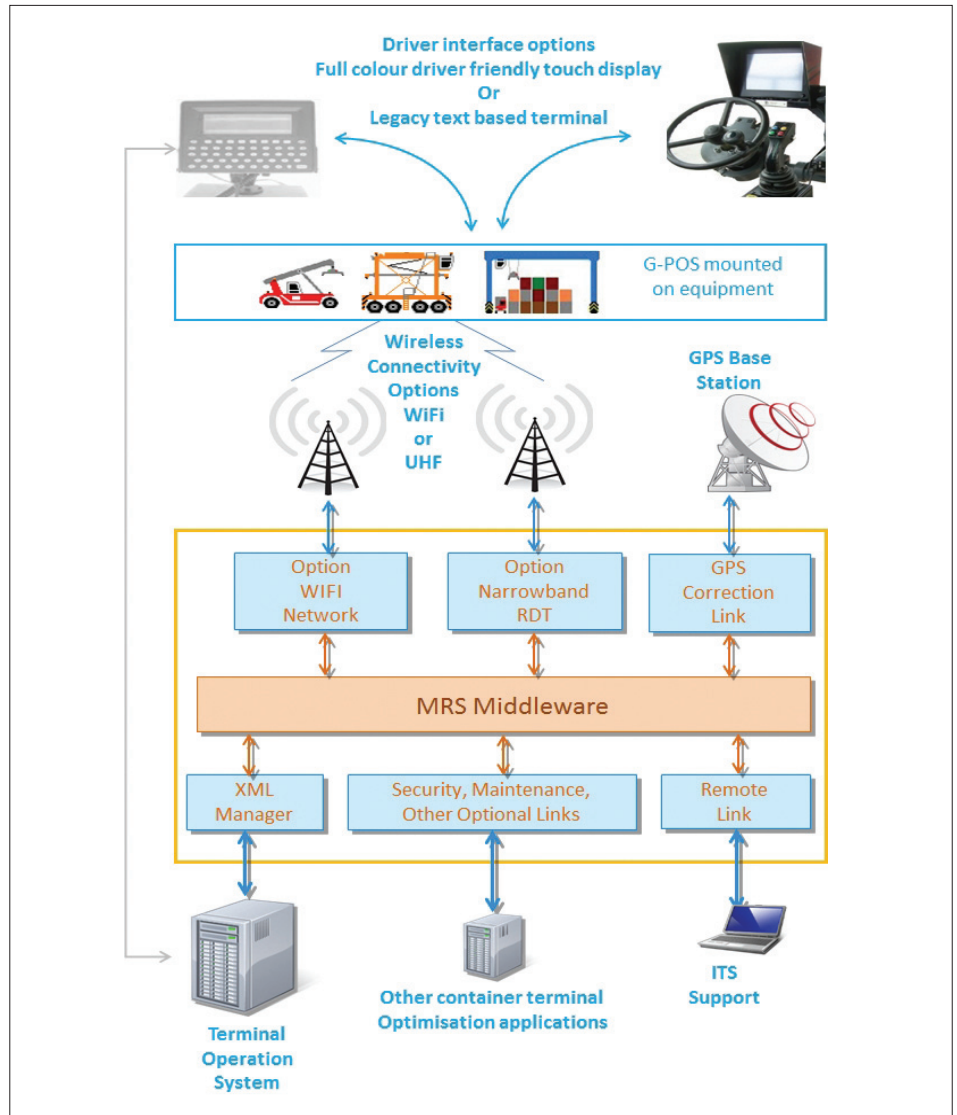 Driver interface options
Full colour driver friendly touch display
Or
Legacy text based terminal
G-POS mounted
on equipment
Wireless
Connectivity
Options
WiFi
or
UHF
GPS Base
Station
Option
WIFI
Network
Option
Narrowband
RDT
GPS
Correction
Link
MRS Middleware
XML
Manager
Security, Maintenance,
Other Optional Links
Remote
Link
Terminal
Operation
System
Other container terminal
Optimisation applications
ITS
Support